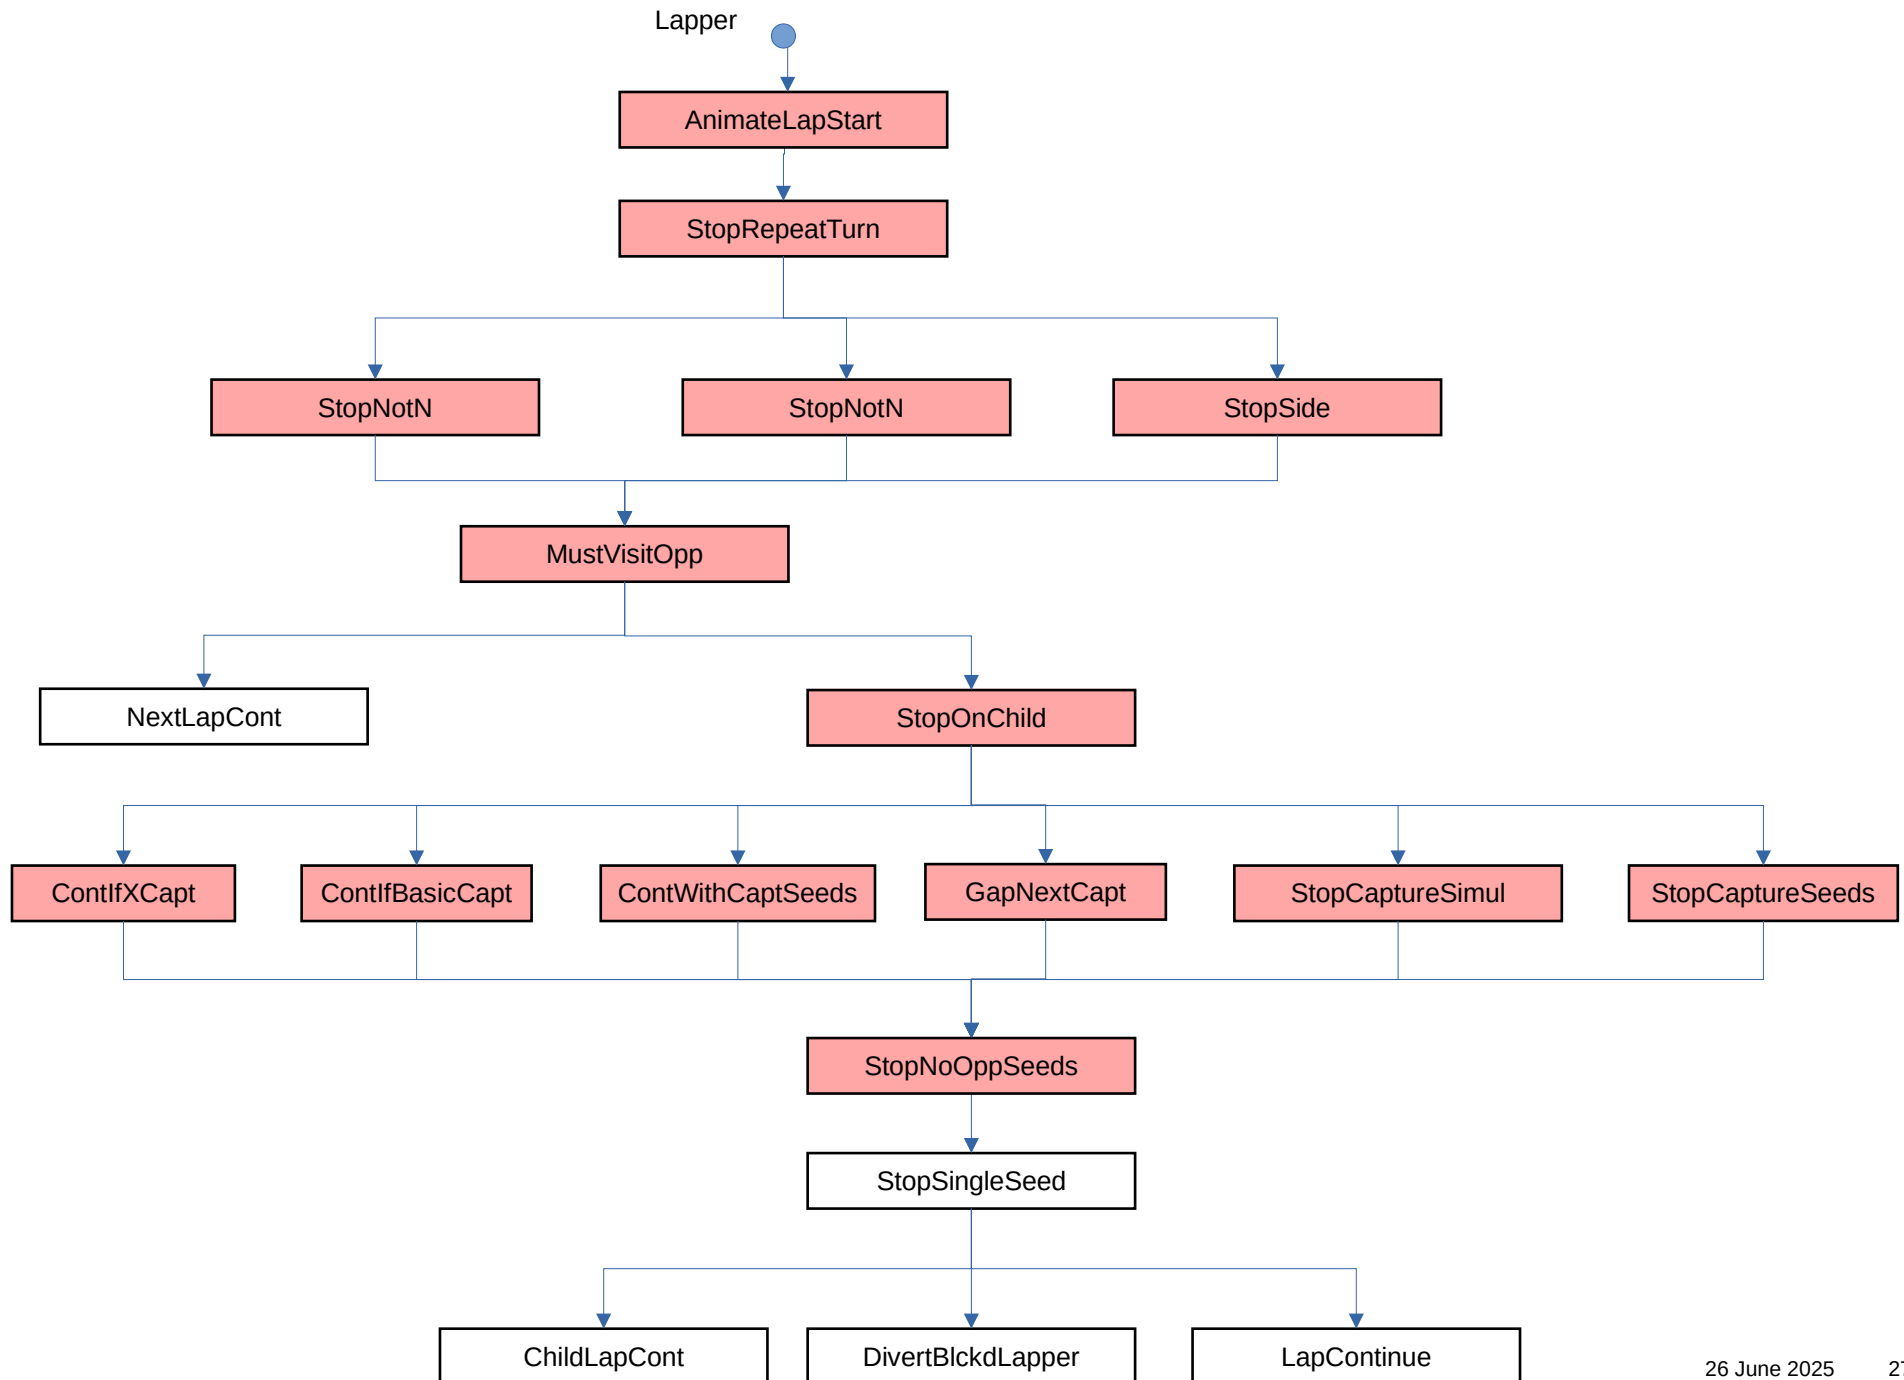 Lapper
AnimateLapStart
StopRepeatTurn
StopNotN
StopNotN
StopSide
MustVisitOpp
NextLapCont
StopOnChild
ContIfXCapt
ContIfBasicCapt
ContWithCaptSeeds
GapNextCapt
StopCaptureSimul
StopCaptureSeeds
StopNoOppSeeds
StopSingleSeed
ChildLapCont
DivertBlckdLapper
LapContinue
26 June 2025